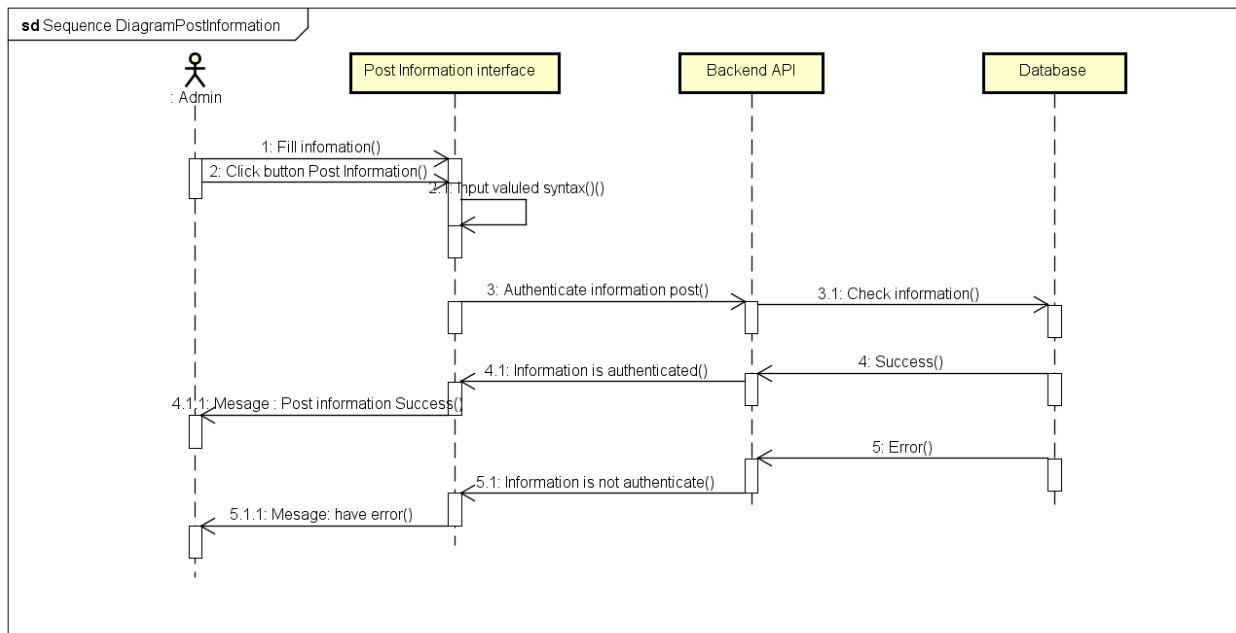 sd Sequence DiagramPostInformation
: Admin
Post Information interface
Backend API
Database
1: Fill infomation()
2: Click button Post Information()
2.1: Input valuled syntax()()
3: Authenticate information post()
3.1: Check information()
4: Success()
4.1: Information is authenticated()
4.1.1: Mesage : Post information Success()
5: Error()
5.1: Information is not authenticate()
5.1.1: Mesage: have error()